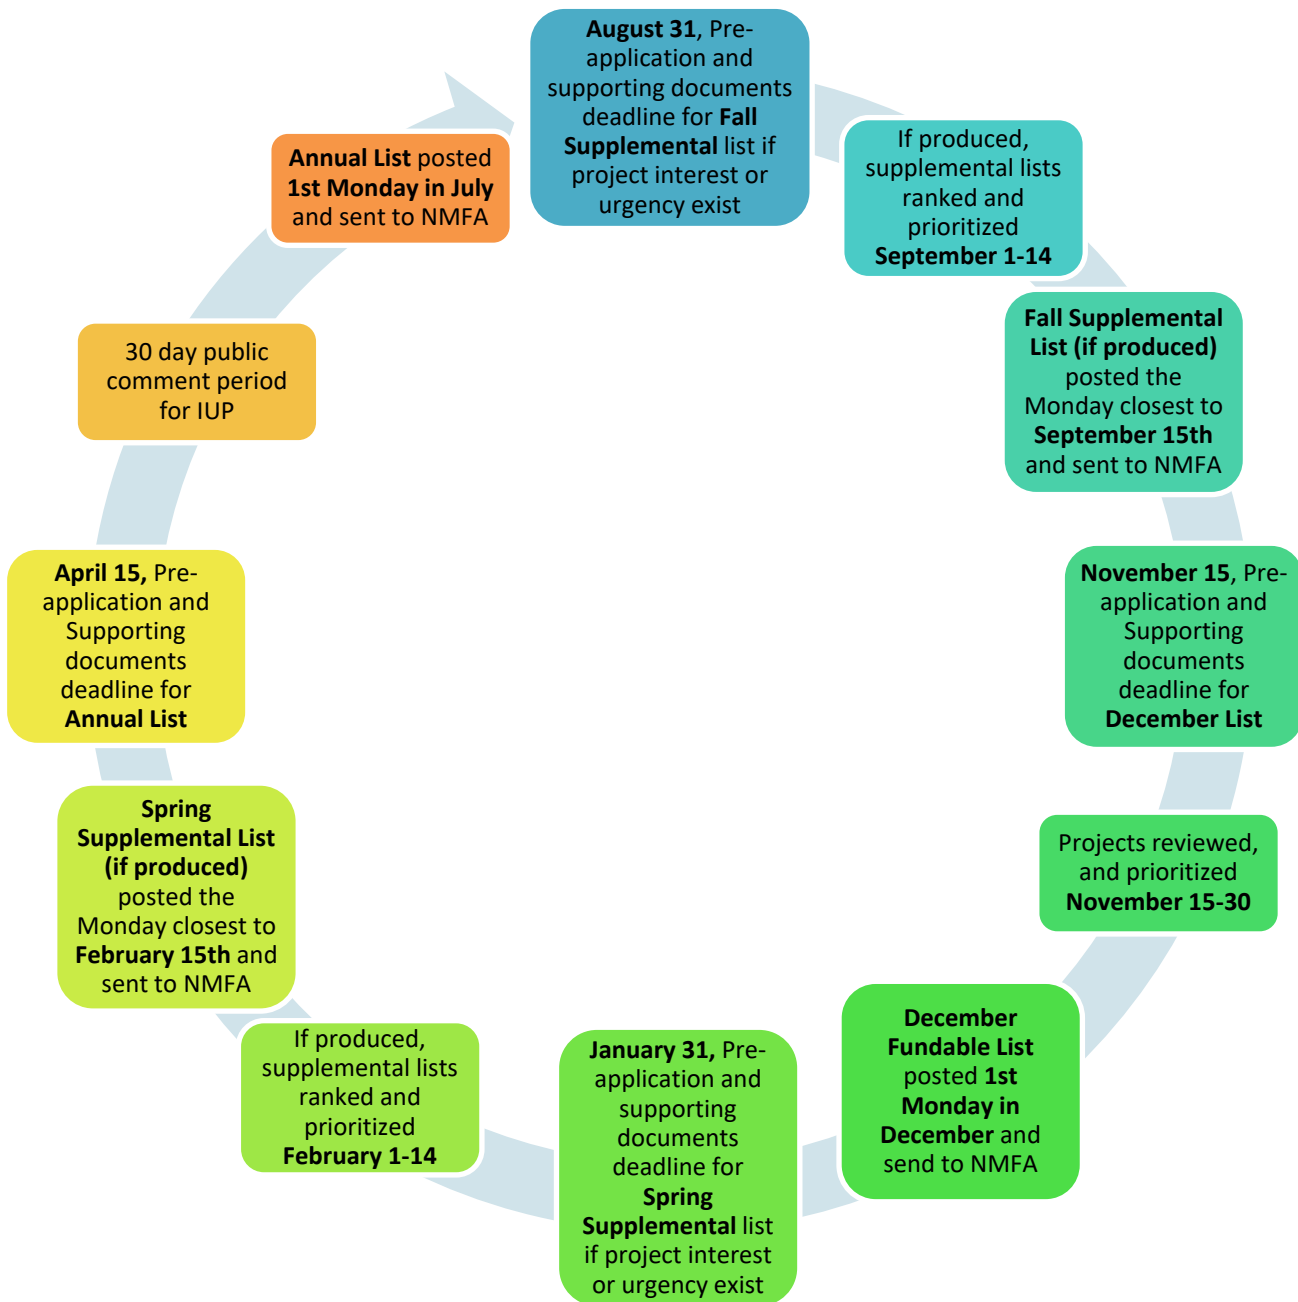 August 31, Pre-
application and
supporting documents
deadline for Fall
Supplemental list if
project interest or
urgency exist
If produced,
supplemental lists
ranked and
prioritized
September 1-14
Fall Supplemental
List (if produced)
posted the
Monday closest to
September 15th
and sent to NMFA
November 15, Pre-
application and
Supporting
documents
deadline for
December List
Projects reviewed,
and prioritized
November 15-30
December
Fundable List
posted 1st
Monday in
December and
send to NMFA
January 31, Pre-
application and
supporting
documents
deadline for
Spring
Supplemental list
if project interest
or urgency exist
If produced,
supplemental lists
ranked and
prioritized
February 1-14
Spring
Supplemental List
(if produced)
posted the
Monday closest to
February 15th and
sent to NMFA
April 15, Pre-
application and
Supporting
documents
deadline for
Annual List
30 day public
comment period
for IUP
Annual List posted
1st Monday in July
and sent to NMFA